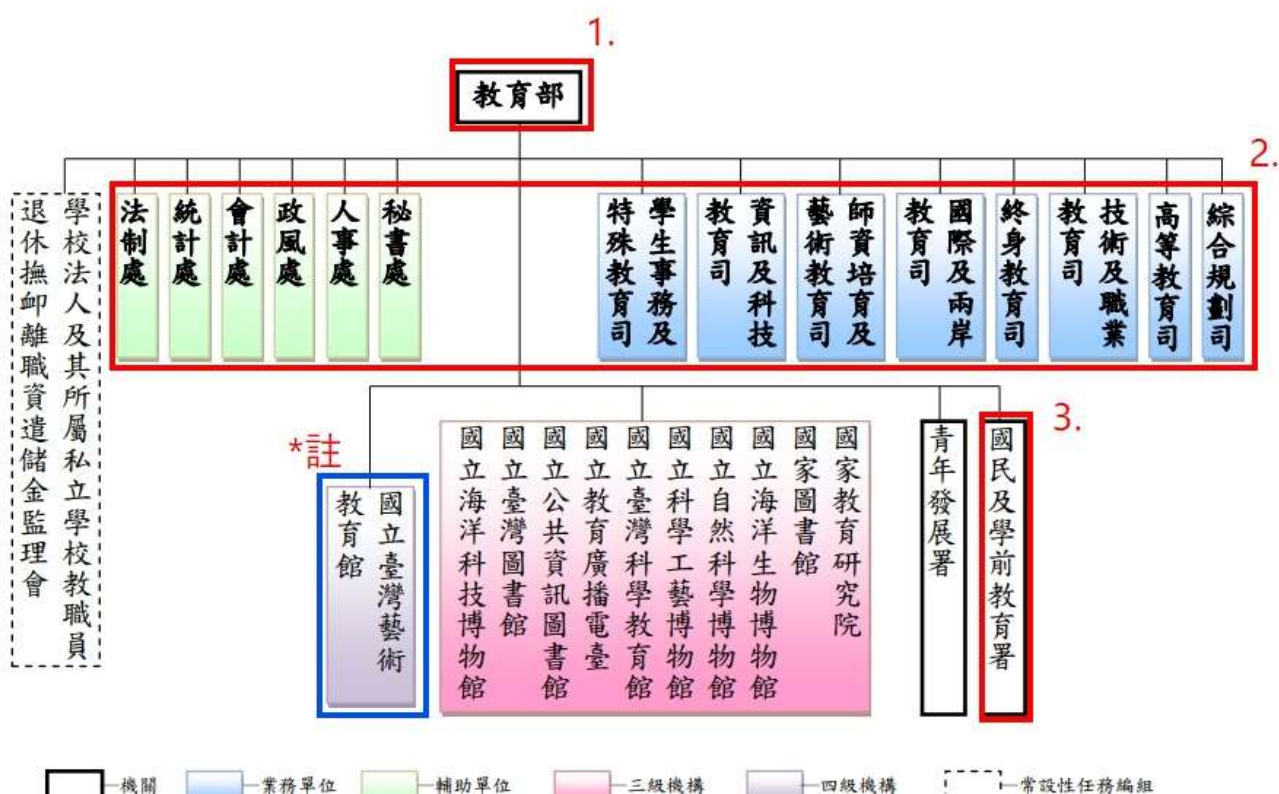 1.
教育部
2.
學校法人及其所屬私立學校教職員
退休撫卹離職資遣儲金監理會
法制處
統計處
會計處
政風處
人事處
秘書處
學生事務及
特殊教育司
資訊及科技
教育司
師資培育及
藝術教育司
國際及兩岸
教育司
終身教育司
技術及職業
教育司
高等教育司
綜合規劃司
*註
國立臺灣藝術
教育館
國立海洋科技博物館
國立臺灣圖書館
國立公共資訊圖書館
國立教育廣播電臺
國立臺灣科學教育館
國立科學工藝博物館
國立自然科學博物館
國立海洋生物博物館
國家圖書館
國家教育研究院
青年發展署
國民及學前教育署
3.
機關
業務單位
輔助單位
三級機構
四級機構
常設性任務編組